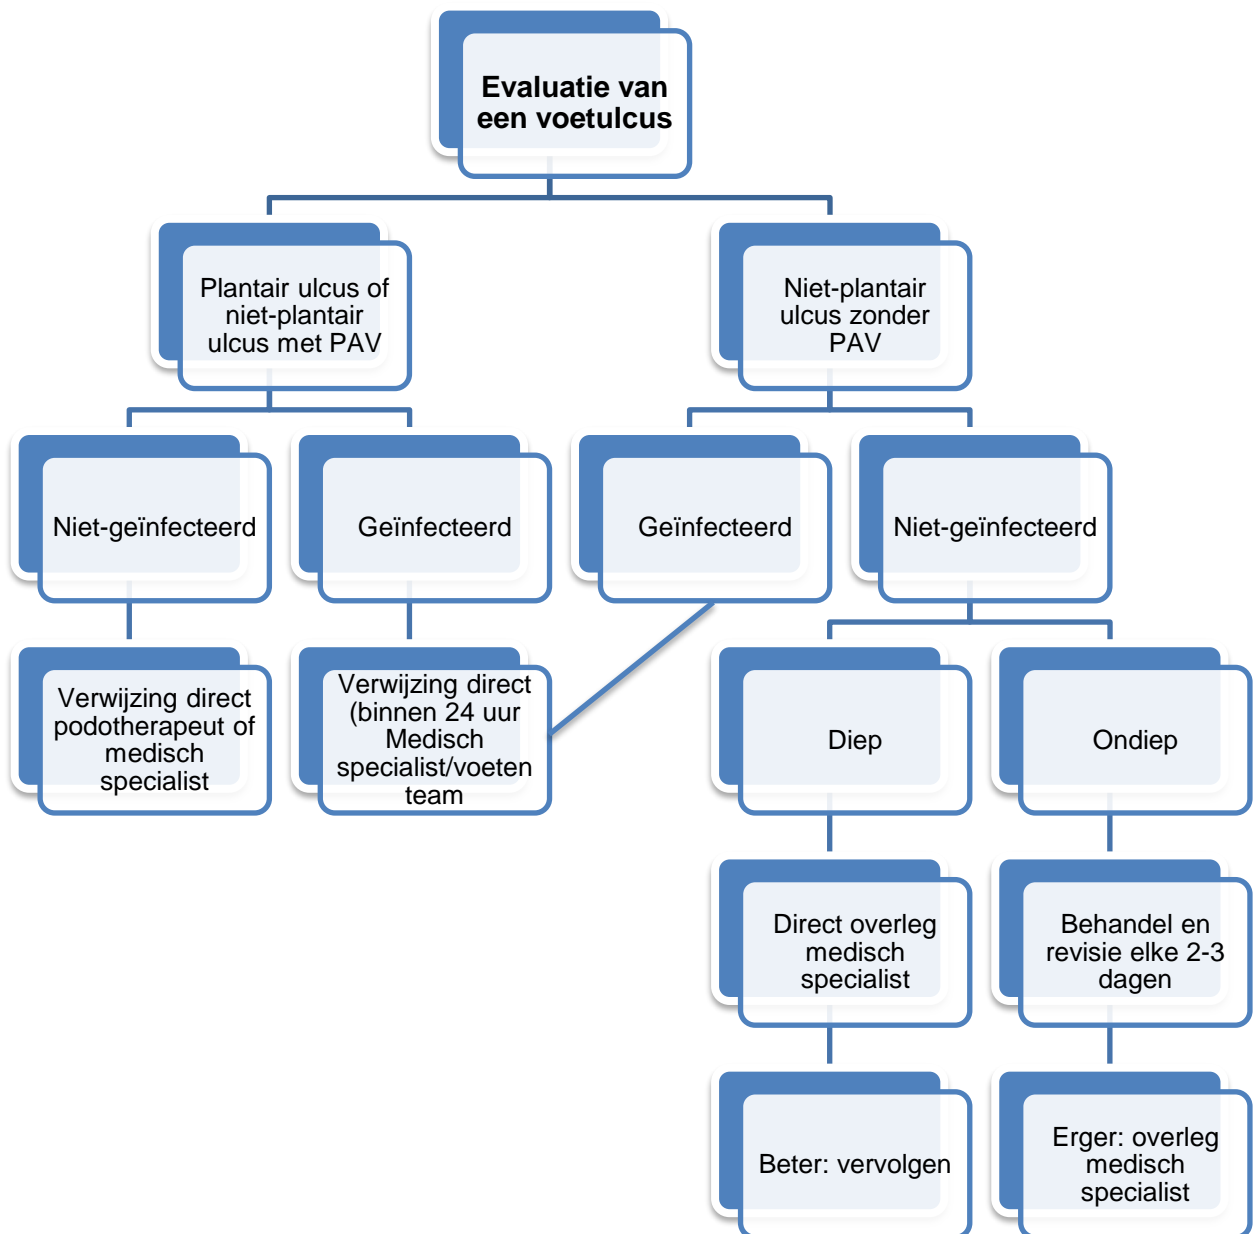 Evaluatie van
een voetulcus
Plantair ulcus of
niet-plantair
ulcus met PAV
Niet-plantair
ulcus zonder
PAV
Niet-geïnfecteerd
Geïnfecteerd
Geïnfecteerd
Niet-geïnfecteerd
Verwijzing direct
podotherapeut of
medisch
specialist
Verwijzing direct
(binnen 24 uur
Medisch
specialist/voeten
team
Diep
Ondiep
Direct overleg
medisch
specialist
Behandel en
revisie elke 2-3
dagen
Beter: vervolgen
Erger: overleg
medisch
specialist